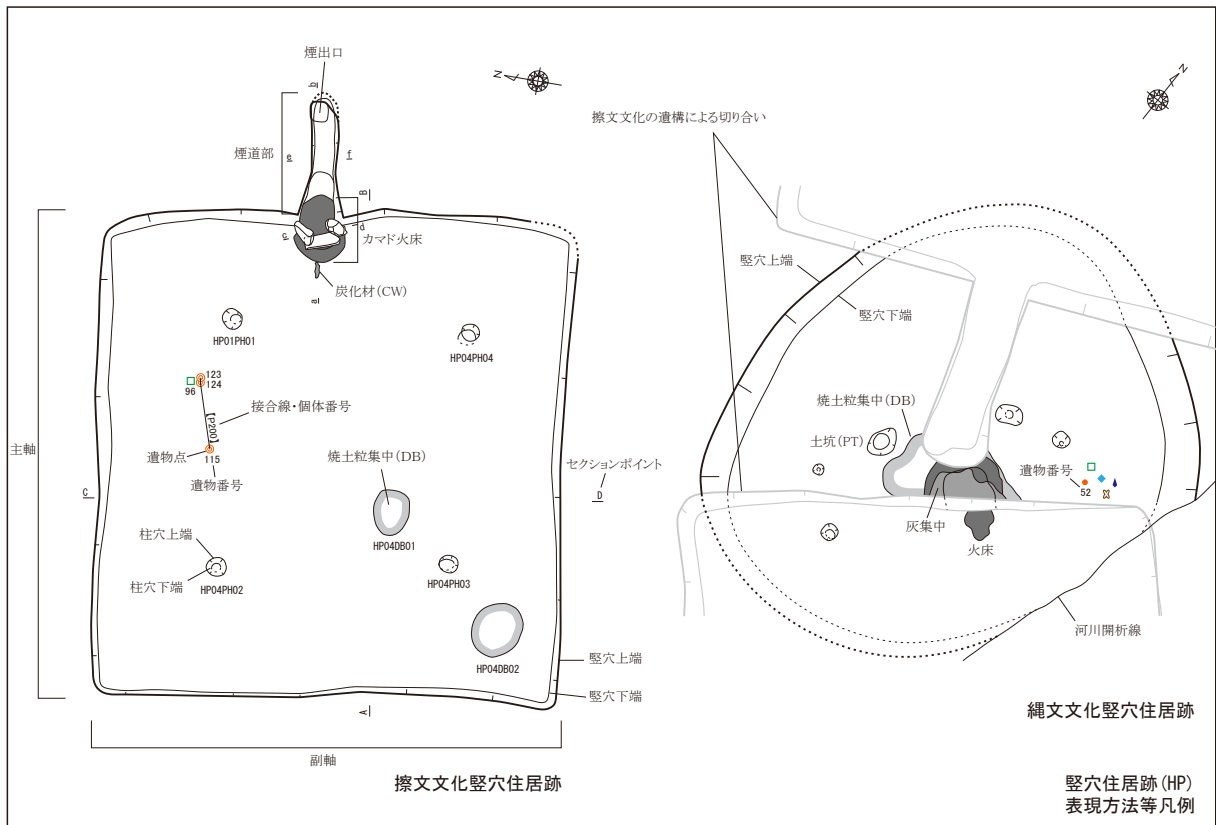 煙出口
N
b
煙道部
e
f
B
c
d
カマド火床
炭化材(CW)
a
HP01PH01
HP04PH04
123
124
96
接合線・個体番号
【P200】
遺物点
115
遺物番号
主軸
焼土粒集中(DB)
セクションポイント
C
D
柱穴上端
HP04DB01
柱穴下端
HP04PH02
HP04PH03
HP04DB02
竪穴上端
竪穴下端
A
副軸
擦文文化竪穴住居跡
N
擦文文化の遺構による切り合い
竪穴上端
竪穴下端
焼土粒集中(DB)
土坑(PT)
遺物番号
52
灰集中
火床
河川開析線
縄文文化竪穴住居跡
竪穴住居跡(HP)
表現方法等凡例